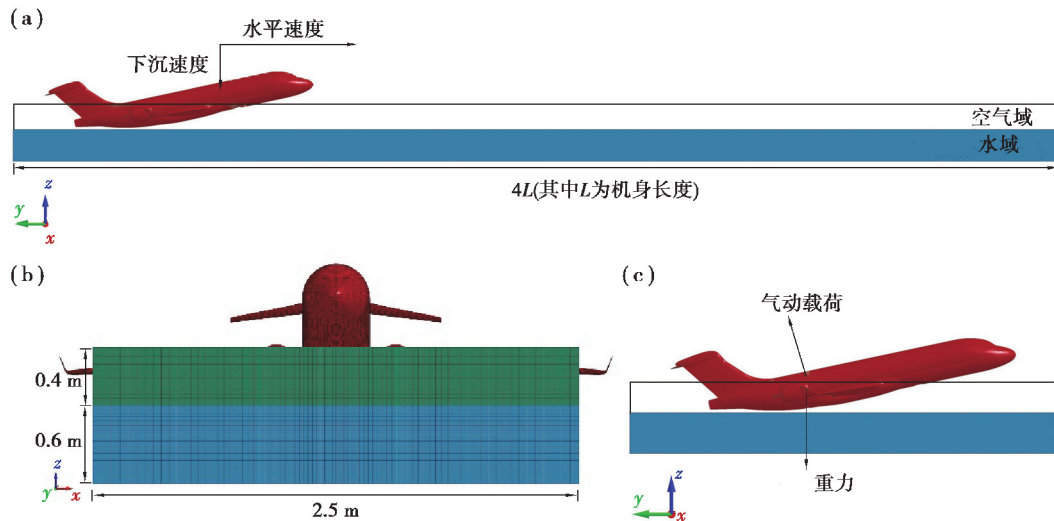 (a)
水平速度
下沉速度
空气域
水域
4L(其中L为机身长度)
z
y
x
(b)
0.4 m
0.6 m
z
y
x
2.5 m
(c)
气动载荷
重力
z
y
x